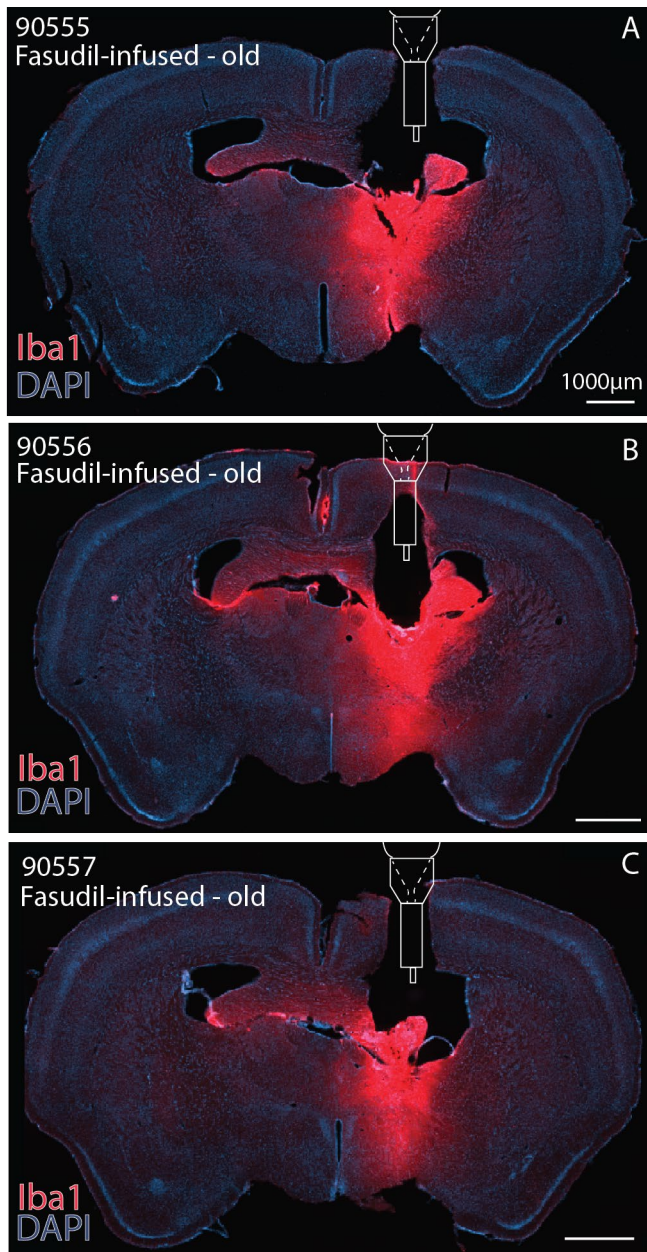 90555
Fasudil-infused - old
A
Iba1
DAPI
1000µm
90556
Fasudil-infused - old
B
Iba1
DAPI
90557
Fasudil-infused - old
C
Iba1
DAPI